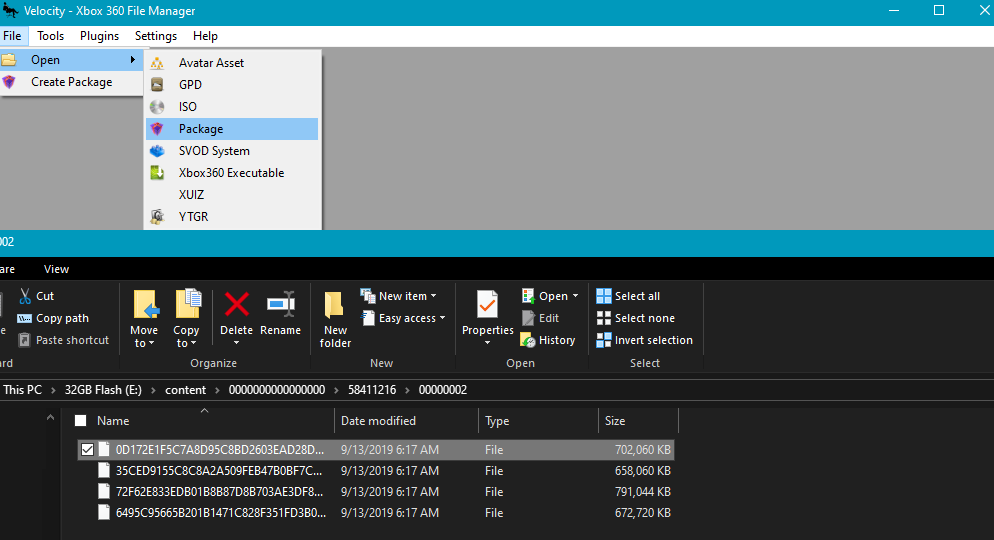 Velocity - Xbox 360 File Manager
File Tools Plugins Settings Help
Open
Create Package
Avatar Asset
GPD
ISO
Package
SVOD System
Xbox360 Executable
XUIZ
YTGR
002
are View
Cut
Copy path
Paste shortcut
Move to
Copy to
Delete
Rename
Organize
New folder
New item
Easy access
New
Properties
Open
Edit
History
Open
Select all
Select none
Invert selection
Select
This PC > 32GB Flash (E:) > content > 0000000000000000 > 58411216 > 00000002
Name Date modified Type Size
0D172E1F5C7A8D95C8BD2603EAD28D... 9/13/2019 6:17 AM File 702,060 KB
35CED9155C8C8A2A509FEB47B0BF7C... 9/13/2019 6:17 AM File 658,060 KB
72F62E833EDB01B8B87D8B703AE3DF8... 9/13/2019 6:17 AM File 791,044 KB
6495C95665B201B1471C828F351FD3B0... 9/13/2019 6:17 AM File 672,720 KB